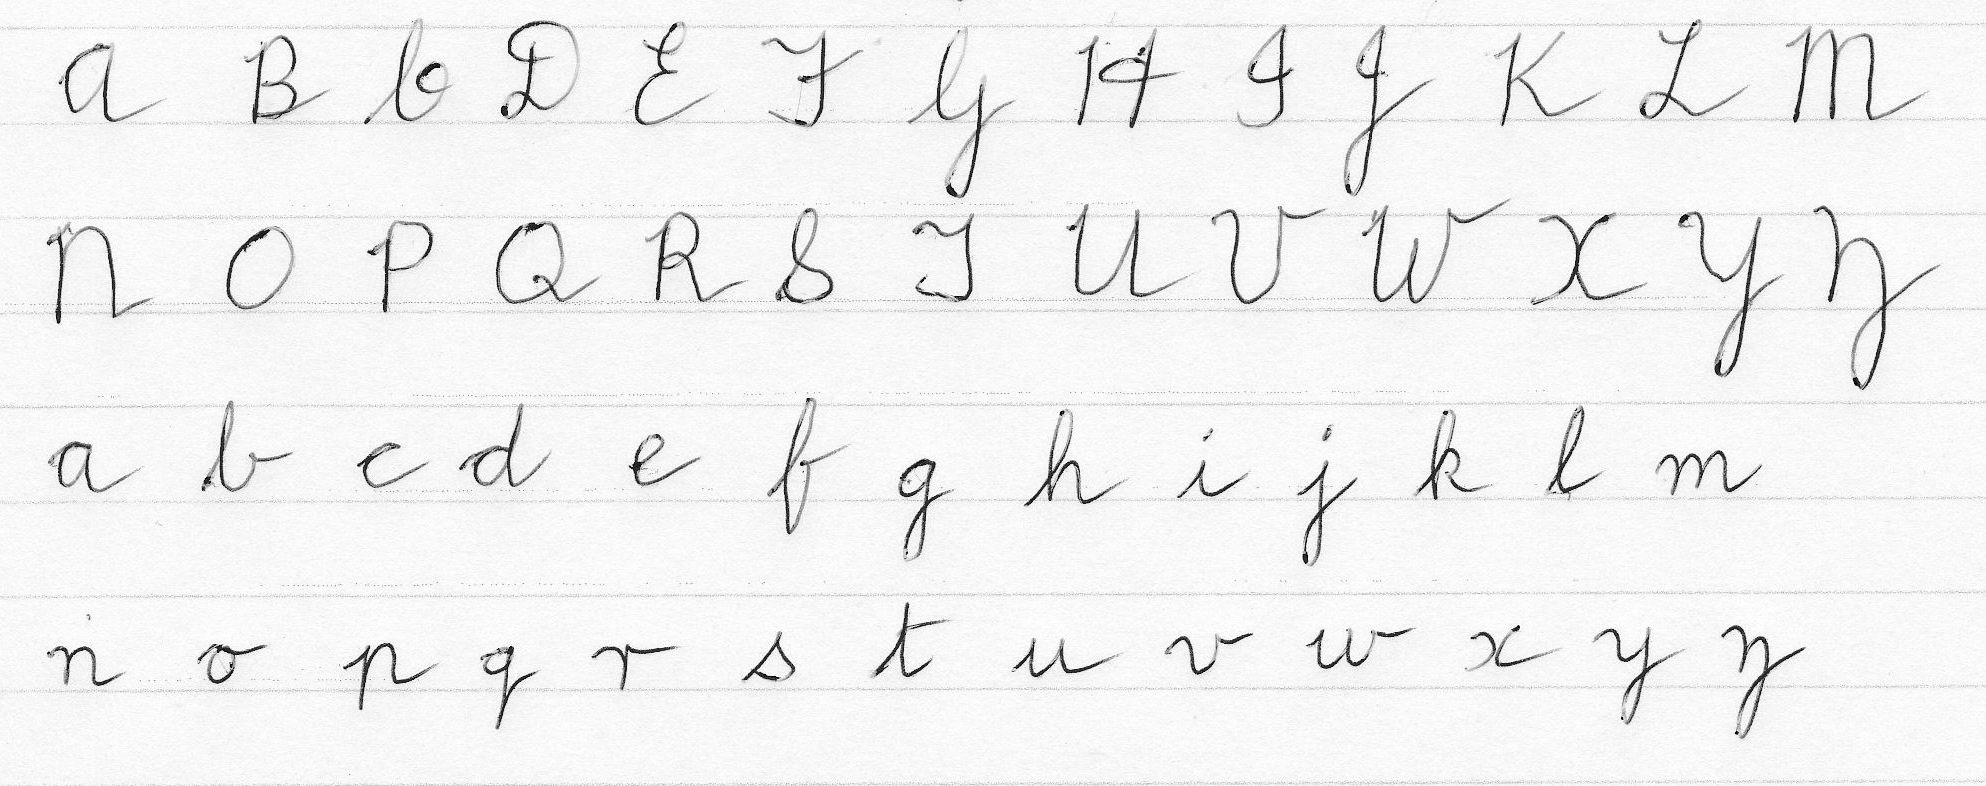 A B C D E F G H I J K L M
N O P Q R S T U V W X Y Z
a b c d e f g h i j k l m
n o p q r s t u v w x y z